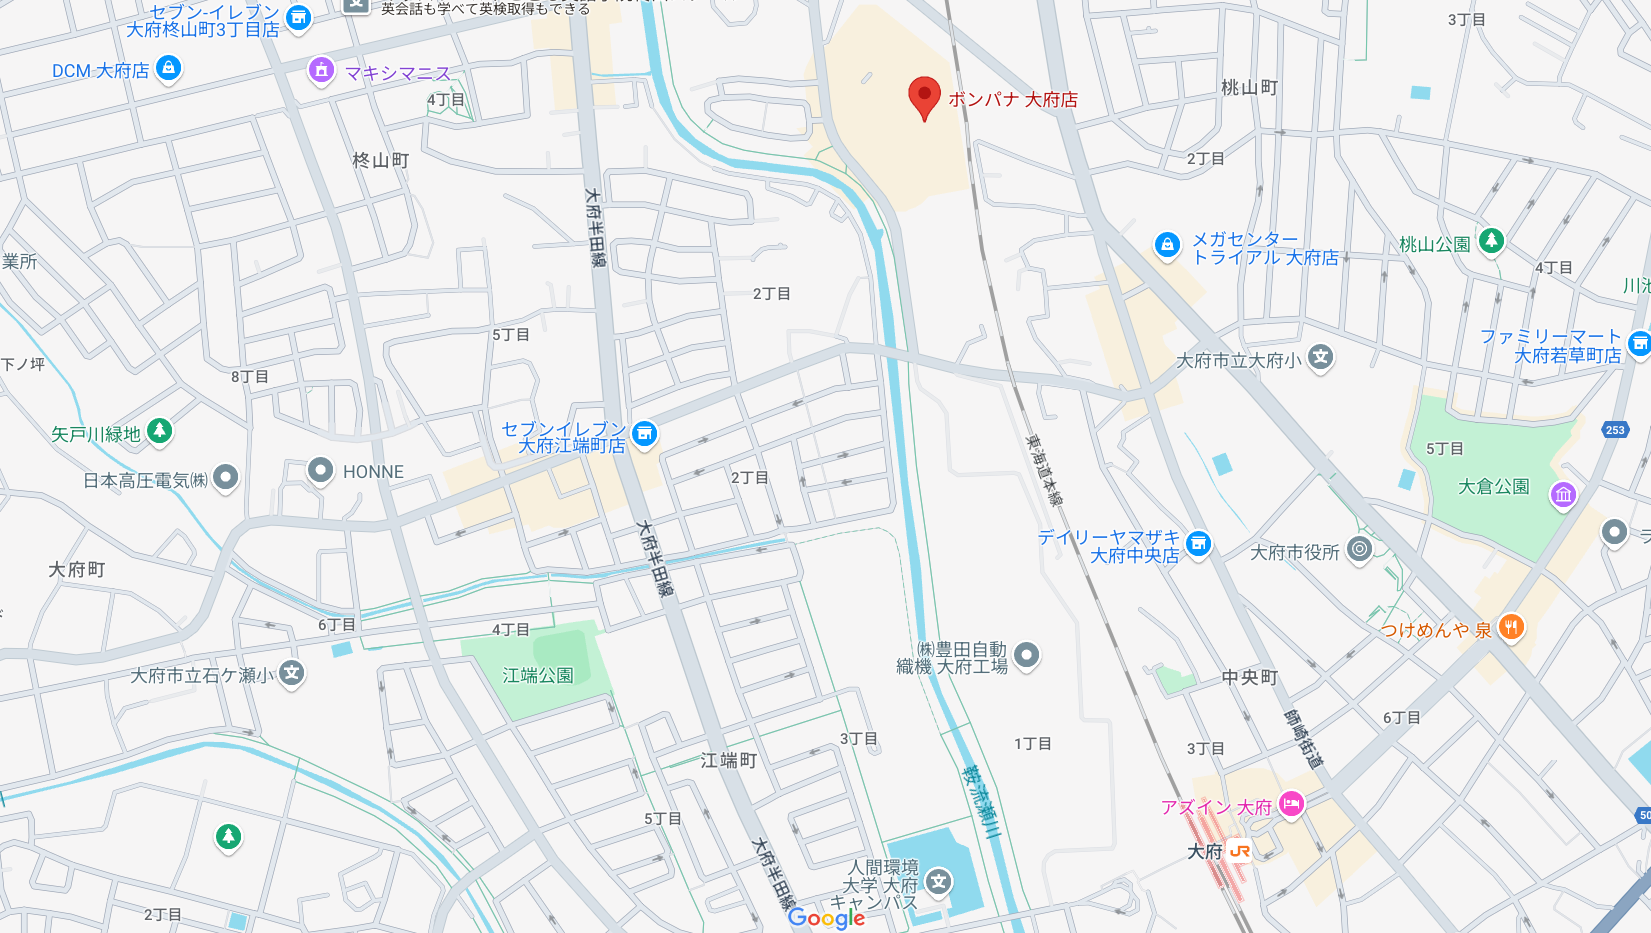 英会話も学べて英検取得もできる
セブン-イレブン
大府柊山町3丁目店
3丁目
DCM 大府店
マキシマニス
4丁目
ボンパナ 大府店
桃山町
柊山町
2丁目
大府半田線
メガセンター
トライアル 大府店
桃山公園
4丁目
業所
川池
2丁目
5丁目
ファミリーマート
大府若草町店
下ノ坪
8丁目
大府市立大府小
矢戸川緑地
セブンイレブン
大府江端町店
253
5丁目
日本高圧電気㈱
HONNE
2丁目
東海道本線
大倉公園
大府半田線
デイリーヤマザキ
大府中央店
大府市役所
ラ
大府町
6丁目
4丁目
つけめんや 泉
大府市立石ケ瀬小
江端公園
㈱豊田自動
織機 大府工場
中央町
3丁目
1丁目
3丁目
6丁目
師崎街道
江端町
鞍流瀬川
アズイン 大府
5丁目
50
大府
JR
大府半田線
人間環境
大学 大府
キャンパス
2丁目
Google